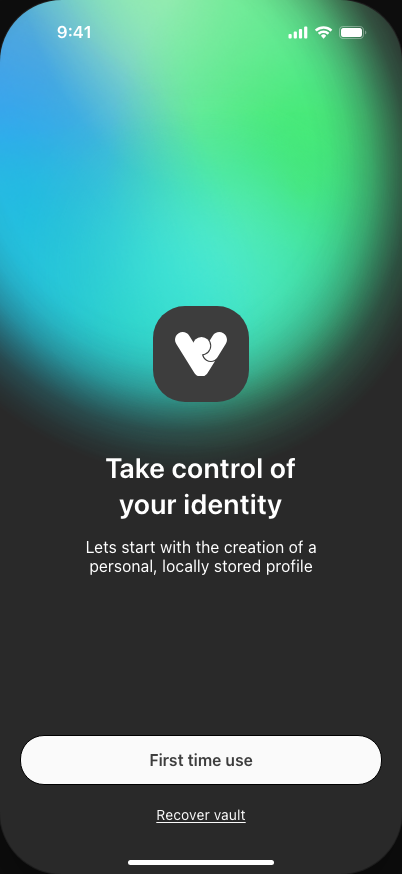 9:41
Take control of
your identity
Lets start with the creation of a
personal, locally stored profile
First time use
Recover vault